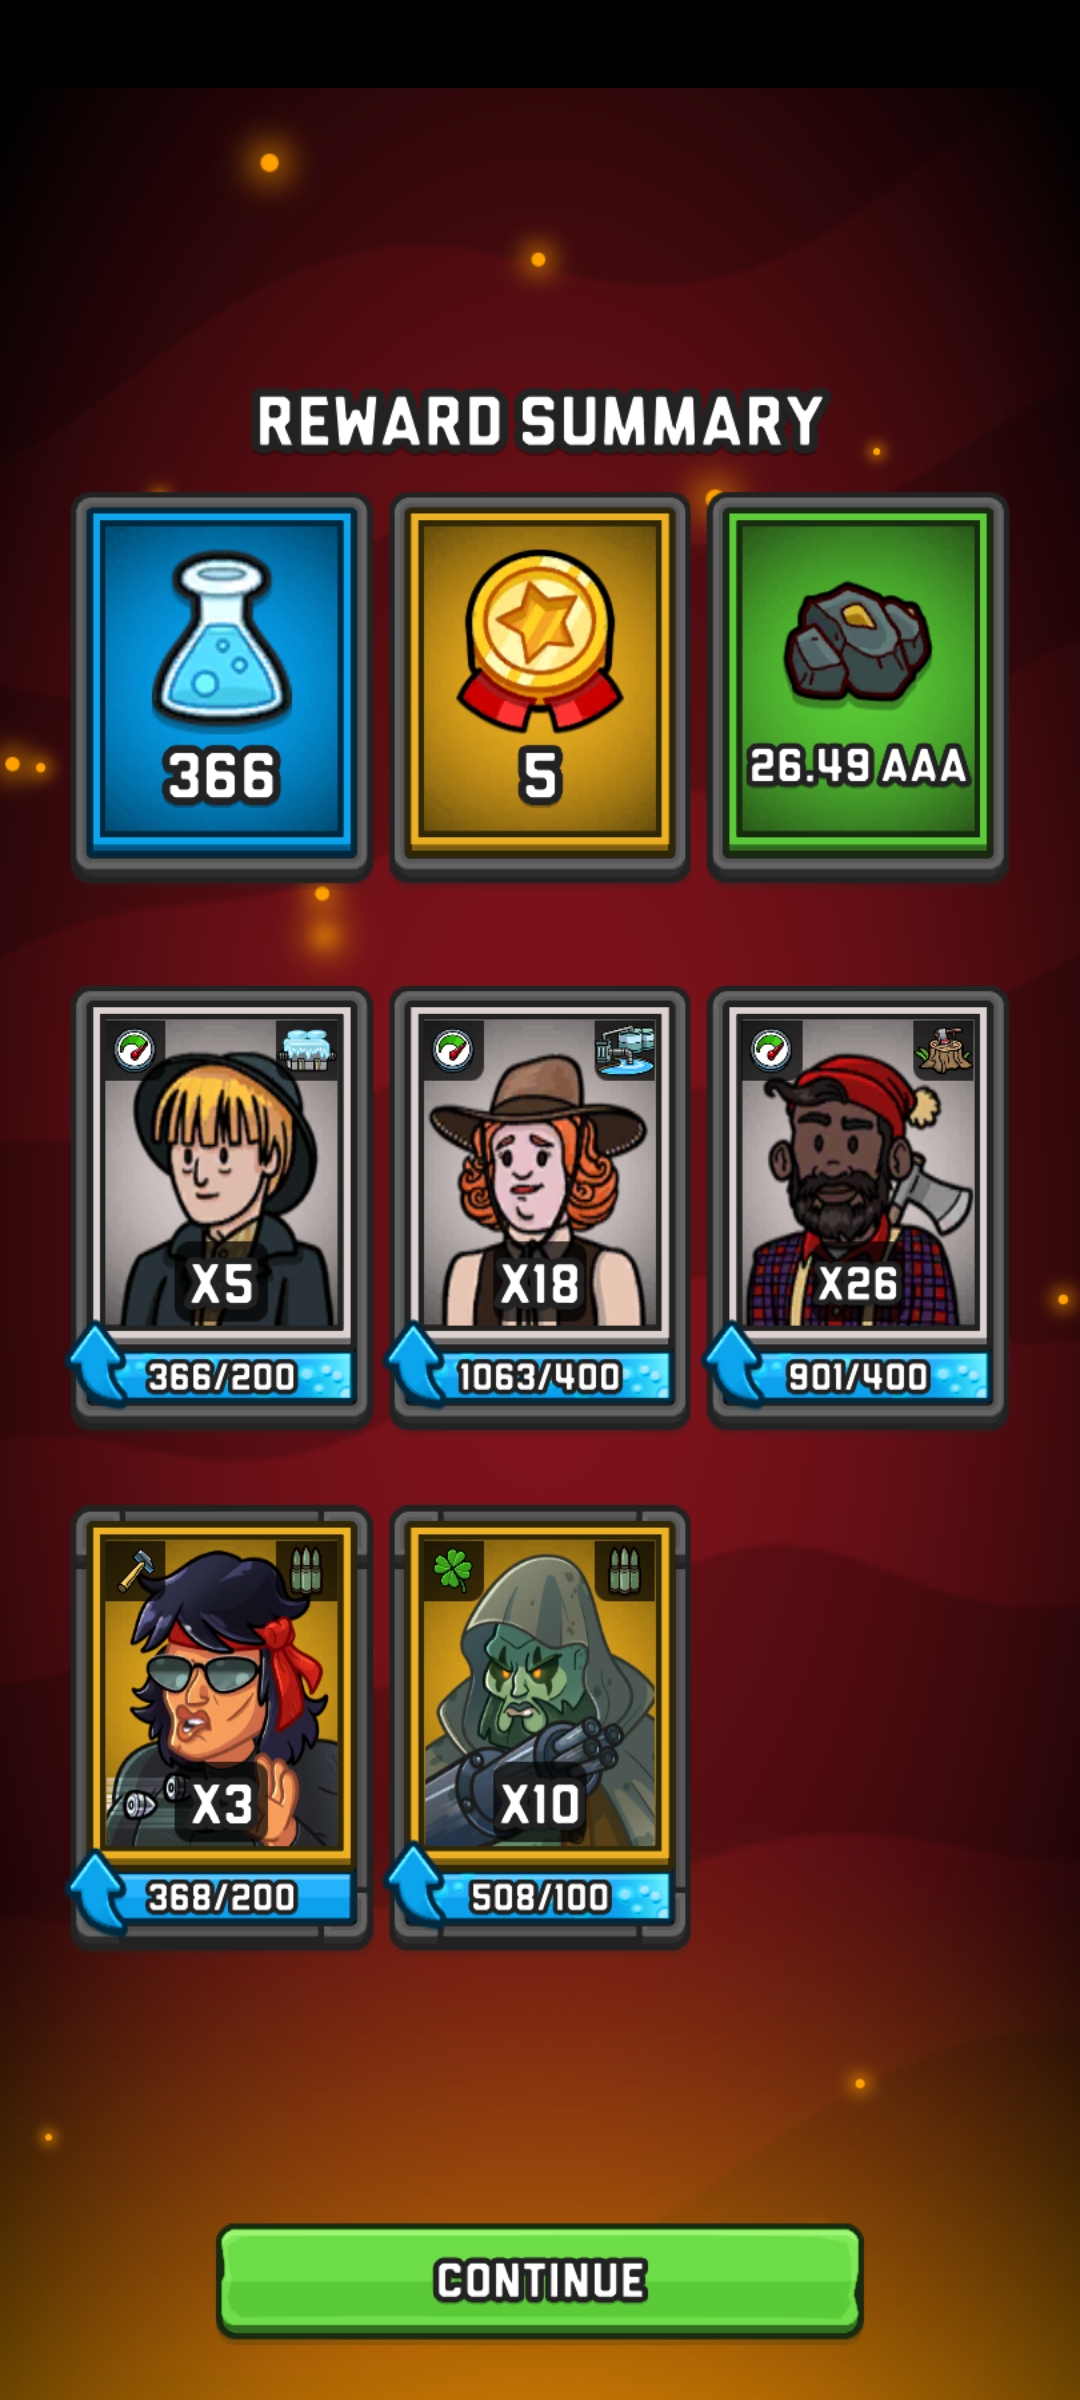 REWARD SUMMARY
366
5
26.49 AAA
X5
X18
X26
366/200
1063/400
901/400
X3
X10
368/200
508/100
CONTINUE